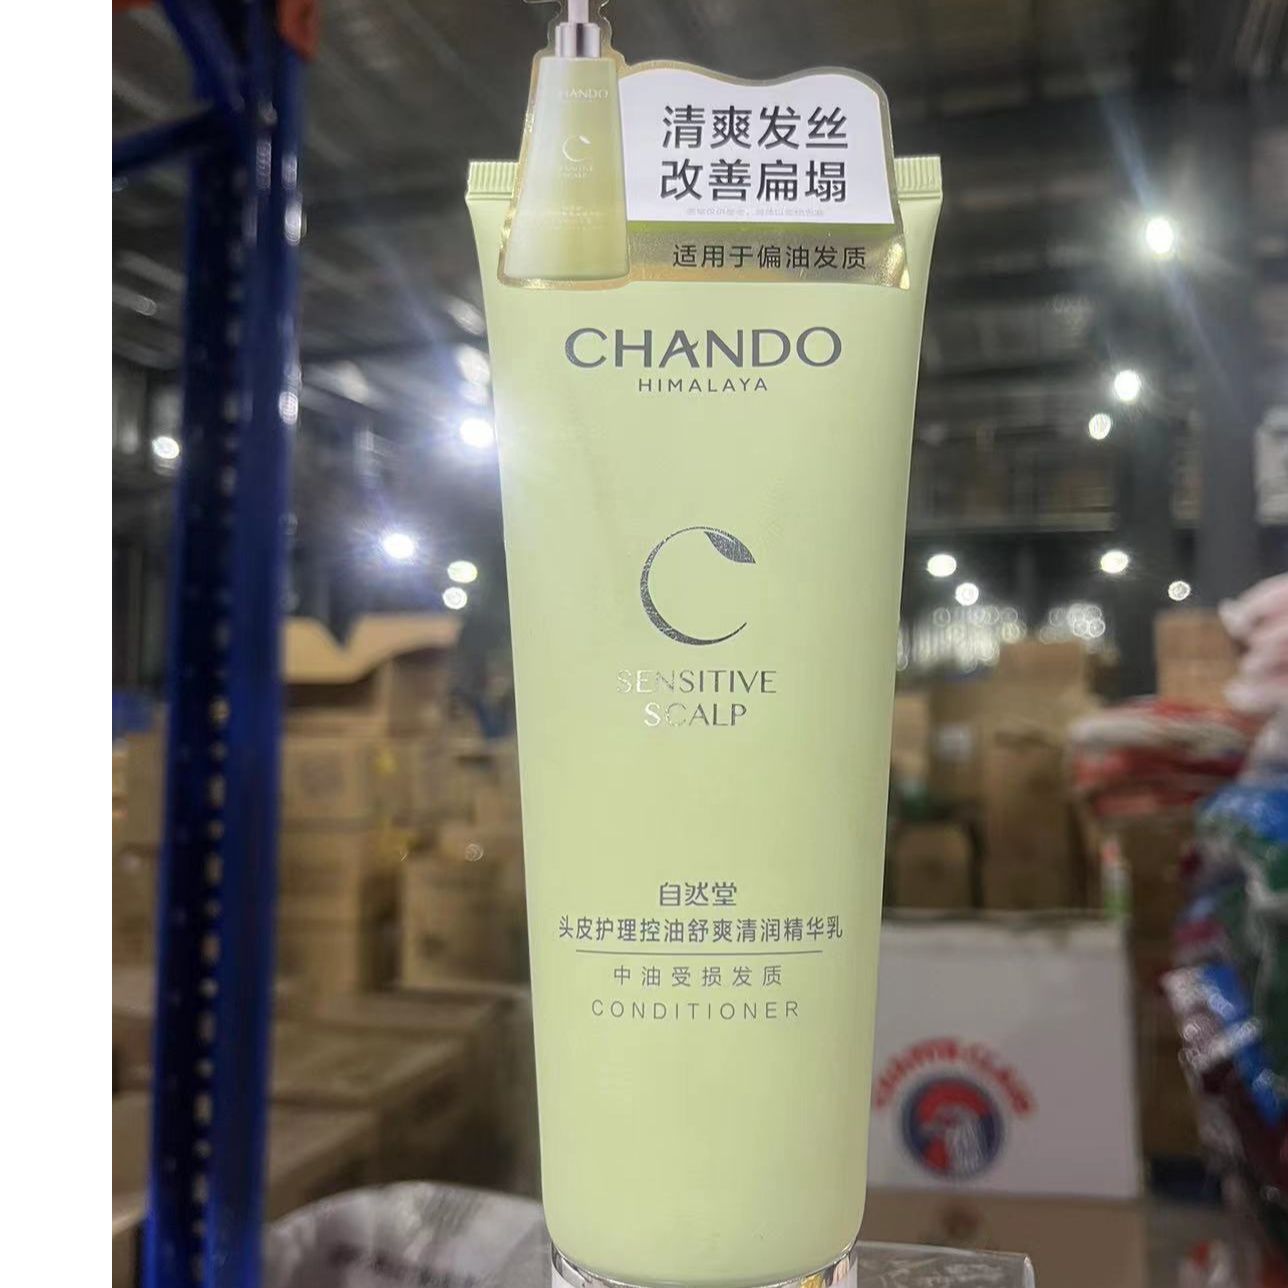 CHANDO
清爽发丝
改善扁塌
适用于偏油发质
CHANDO
HIMALAYA
SENSITIVE
SCALP
自然堂
头皮护理控油舒爽清润精华乳
中油受损发质
CONDITIONER